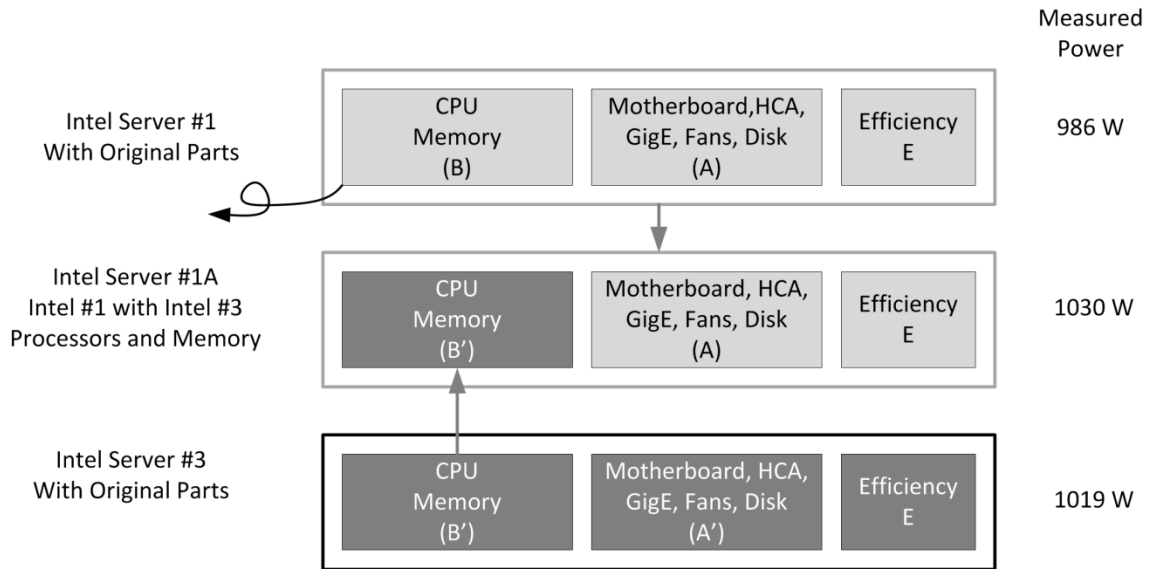 Measured
Power
Intel Server #1
With Original Parts
CPU
Memory
(B)
Motherboard,HCA,
GigE, Fans, Disk
(A)
Efficiency
E
986 W
Intel Server #1A
Intel #1 with Intel #3
Processors and Memory
CPU
Memory
(B’)
Motherboard, HCA,
GigE, Fans, Disk
(A)
Efficiency
E
1030 W
Intel Server #3
With Original Parts
CPU
Memory
(B’)
Motherboard, HCA,
GigE, Fans, Disk
(A’)
Efficiency
E
1019 W